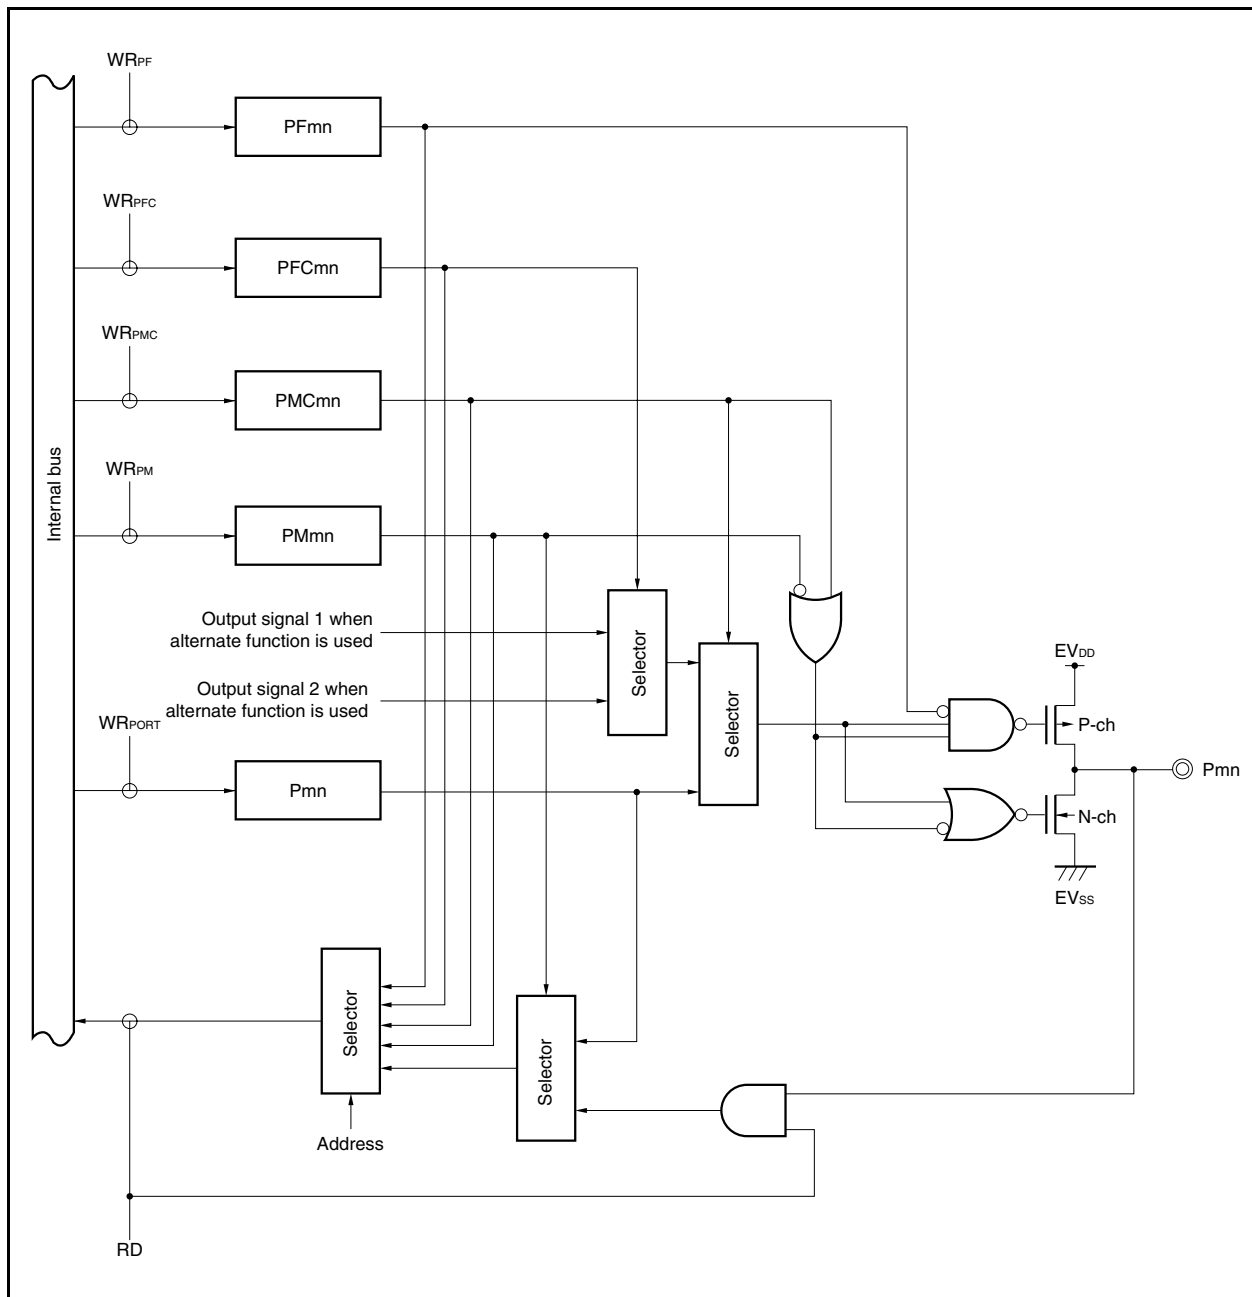 WRPF
PFmn
WRPFC
PFCmn
WRPMC
PMCmn
Internal bus
WRPM
PMmn
Output signal 1 when
alternate function is used
Selector
Output signal 2 when
alternate function is used
Selector
EVDD
P-ch
WRPORT
Pmn
Pmn
N-ch
EVSS
Selector
Selector
Address
RD